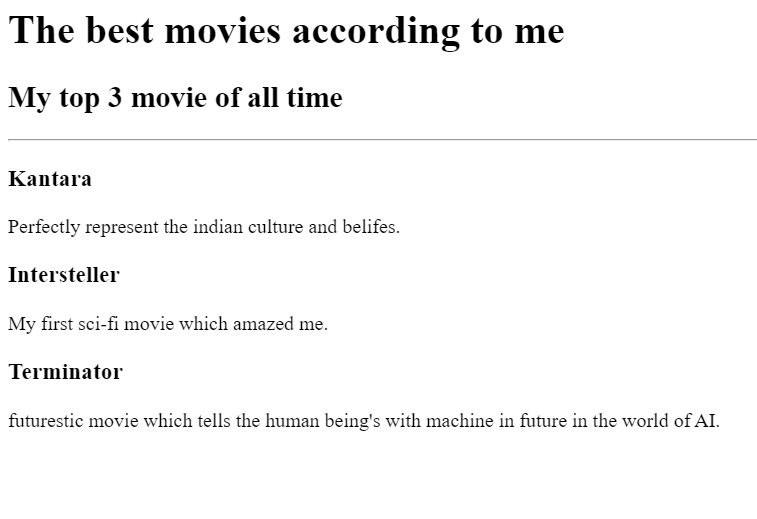 The best movies according to me
My top 3 movie of all time
Kantara
Perfectly represent the indian culture and belifes.
Intersteller
My first sci-fi movie which amazed me.
Terminator
futurestic movie which tells the human being's with machine in future in the world of AI.